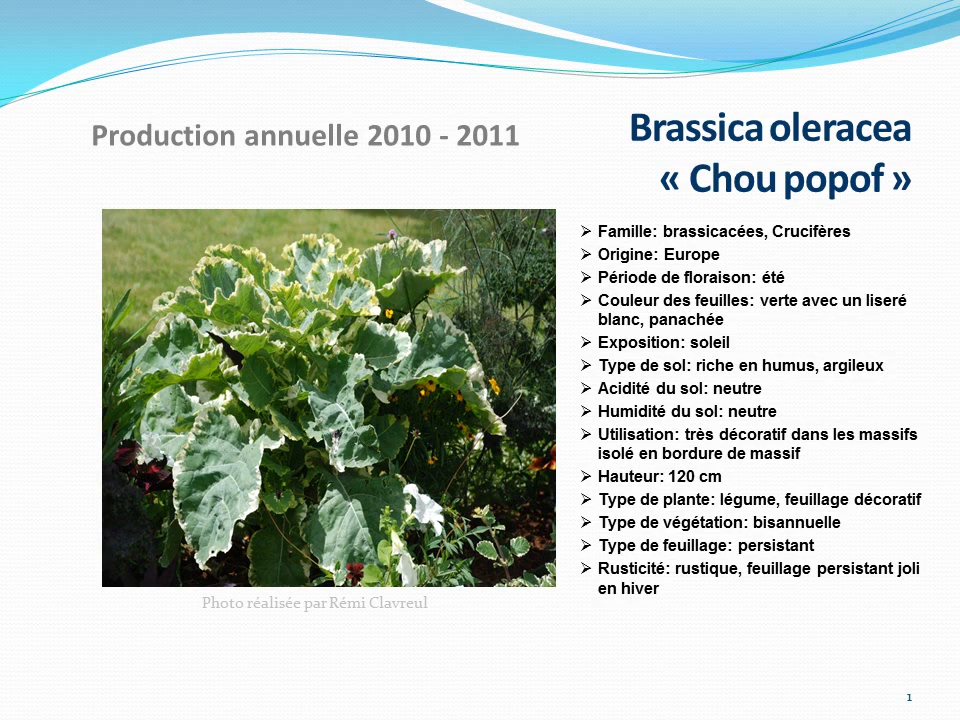 Production annuelle 2010 - 2011
Brassica oleracea
« Chou popof »
➢ Famille: brassicacées, Crucifères
➢ Origine: Europe
➢ Période de floraison: été
➢ Couleur des feuilles: verte avec un liseré
blanc, panachée
➢ Exposition: soleil
➢ Type de sol: riche en humus, argileux
➢ Acidité du sol: neutre
➢ Humidité du sol: neutre
➢ Utilisation: très décoratif dans les massifs
isolé en bordure de massif
➢ Hauteur: 120 cm
➢ Type de plante: légume, feuillage décoratif
➢ Type de végétation: bisannuelle
➢ Type de feuillage: persistant
➢ Rusticité: rustique, feuillage persistant joli
en hiver
Photo réalisée par Rémi Clavreul
1